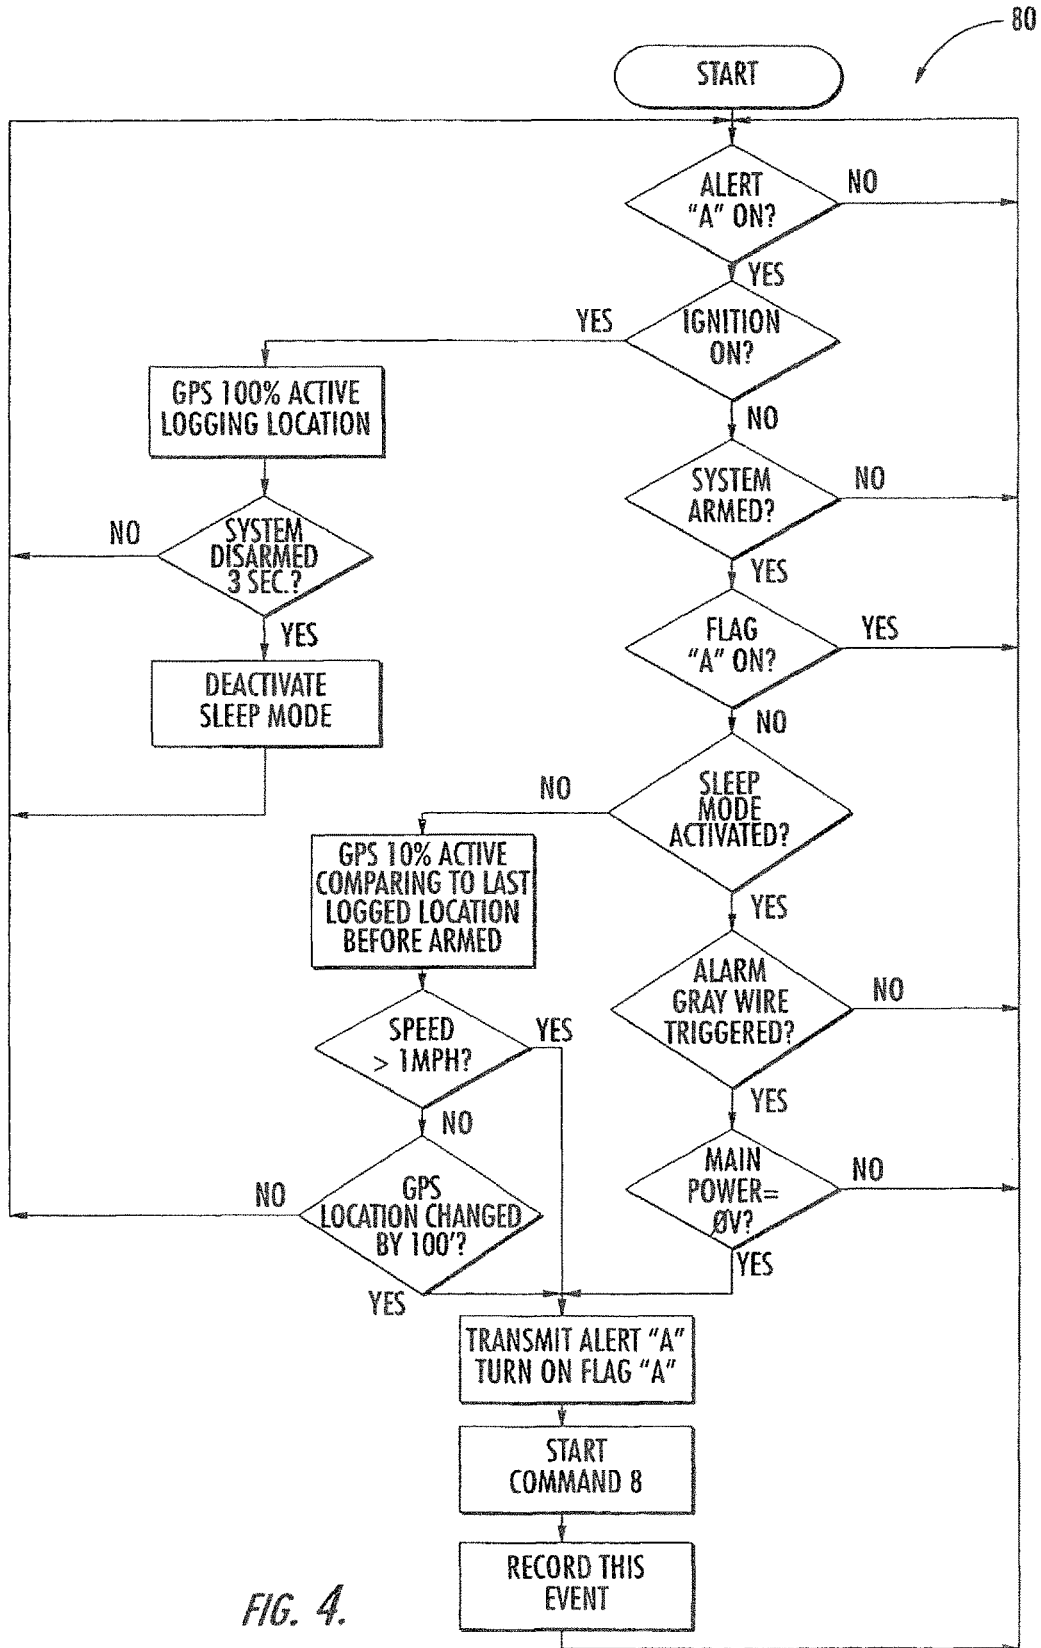 80
START
ALERT
"A" ON?
NO
YES
IGNITION
ON?
YES
NO
GPS 100% ACTIVE
LOGGING LOCATION
SYSTEM
ARMED?
NO
YES
SYSTEM
DISARMED
3 SEC.?
NO
YES
FLAG
"A" ON?
YES
NO
DEACTIVATE
SLEEP MODE
SLEEP
MODE
ACTIVATED?
NO
YES
GPS 10% ACTIVE
COMPARING TO LAST
LOGGED LOCATION
BEFORE ARMED
ALARM
GRAY WIRE
TRIGGERED?
NO
YES
SPEED
> 1MPH?
YES
NO
MAIN
POWER=
ØV?
NO
YES
GPS
LOCATION CHANGED
BY 100'?
NO
YES
TRANSMIT ALERT "A"
TURN ON FLAG "A"
START
COMMAND 8
RECORD THIS
EVENT
FIG. 4.